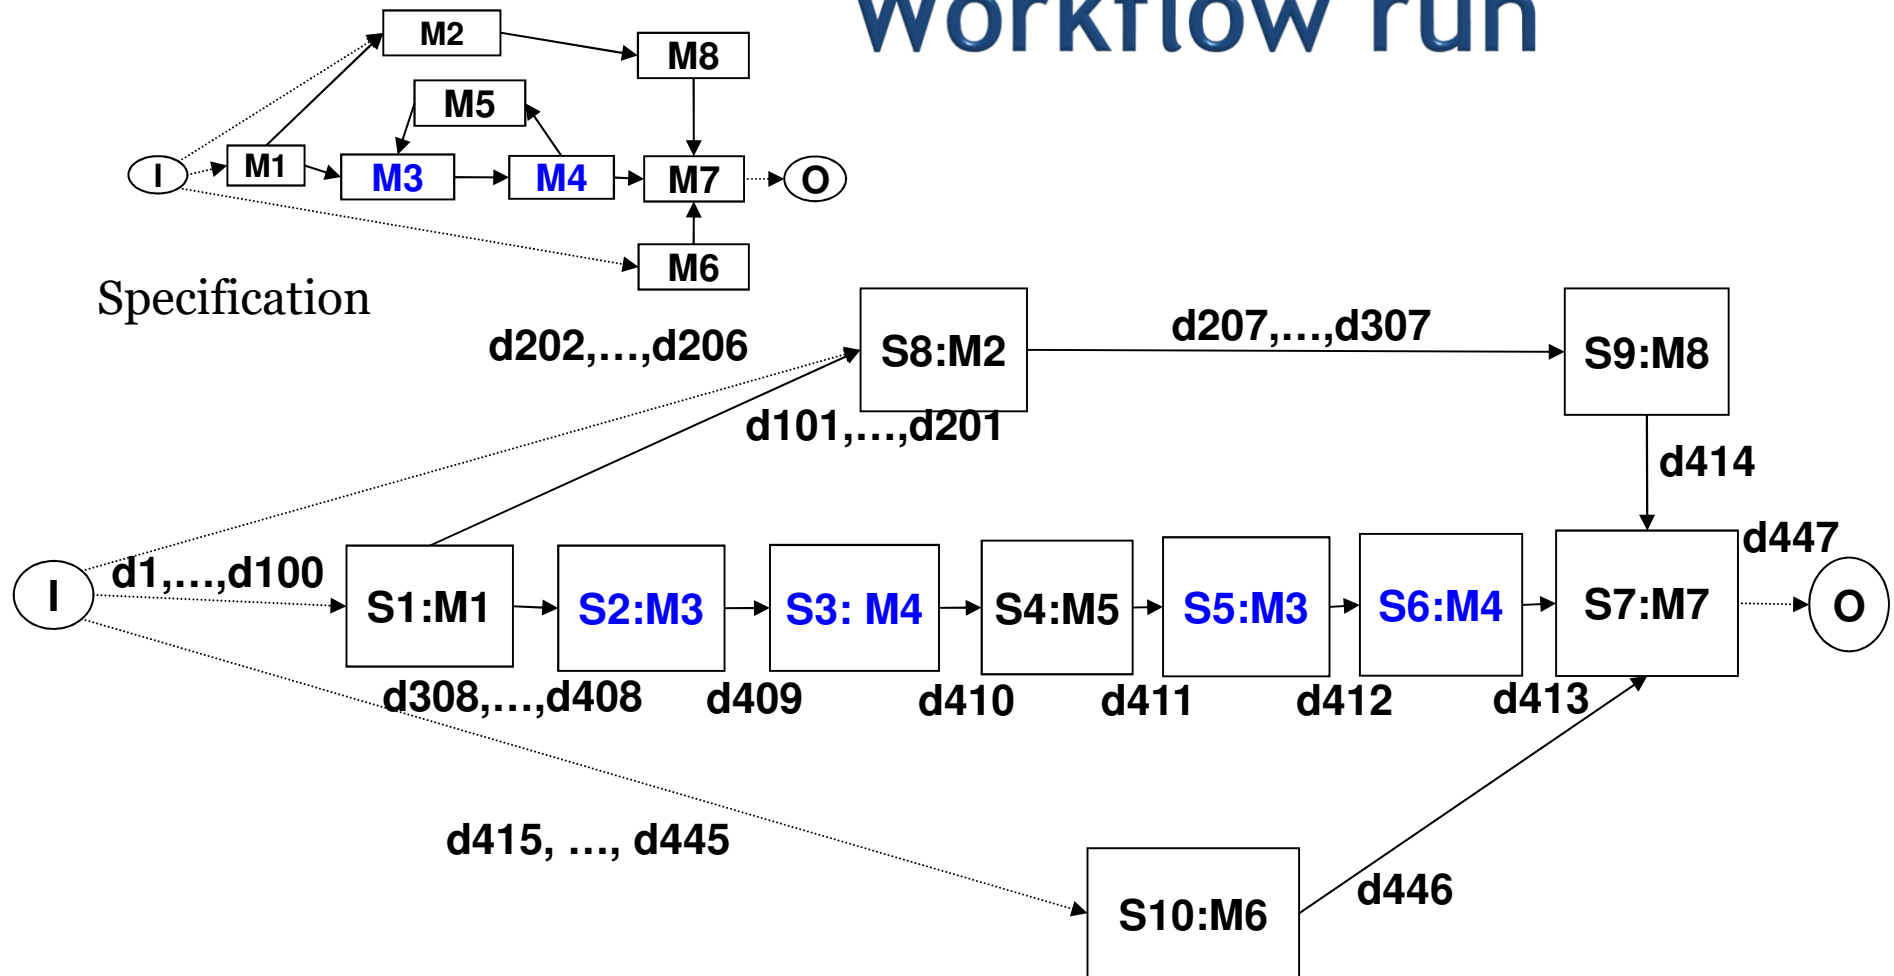 Workflow run
M2
M8
M5
I
M1
M3
M4
M7
O
M6
Specification
d202,...,d206
S8:M2
d207,...,d307
S9:M8
d101,...,d201
d414
d447
I
d1,...,d100
S1:M1
S2:M3
S3: M4
S4:M5
S5:M3
S6:M4
S7:M7
O
d308,...,d408
d409
d410
d411
d412
d413
d415, ..., d445
S10:M6
d446